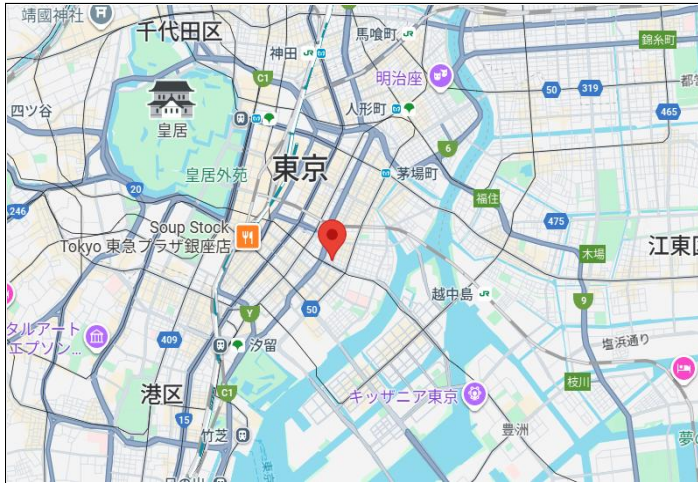 靖國神社
千代田区
馬喰町
神田
錦糸町
C1
明治座
都営
50
319
四ツ谷
人形町
465
皇居
皇居外苑
東京
茅場町
6
20
福住
246
475
Soup Stock
Tokyo 東急プラザ銀座店
木場
江東区
越中島
9
50
Y
タルアート
エプソン...
409
汐留
塩浜通り
港区
C1
キッザニア東京
枝川
15
竹芝
豊洲
夢の